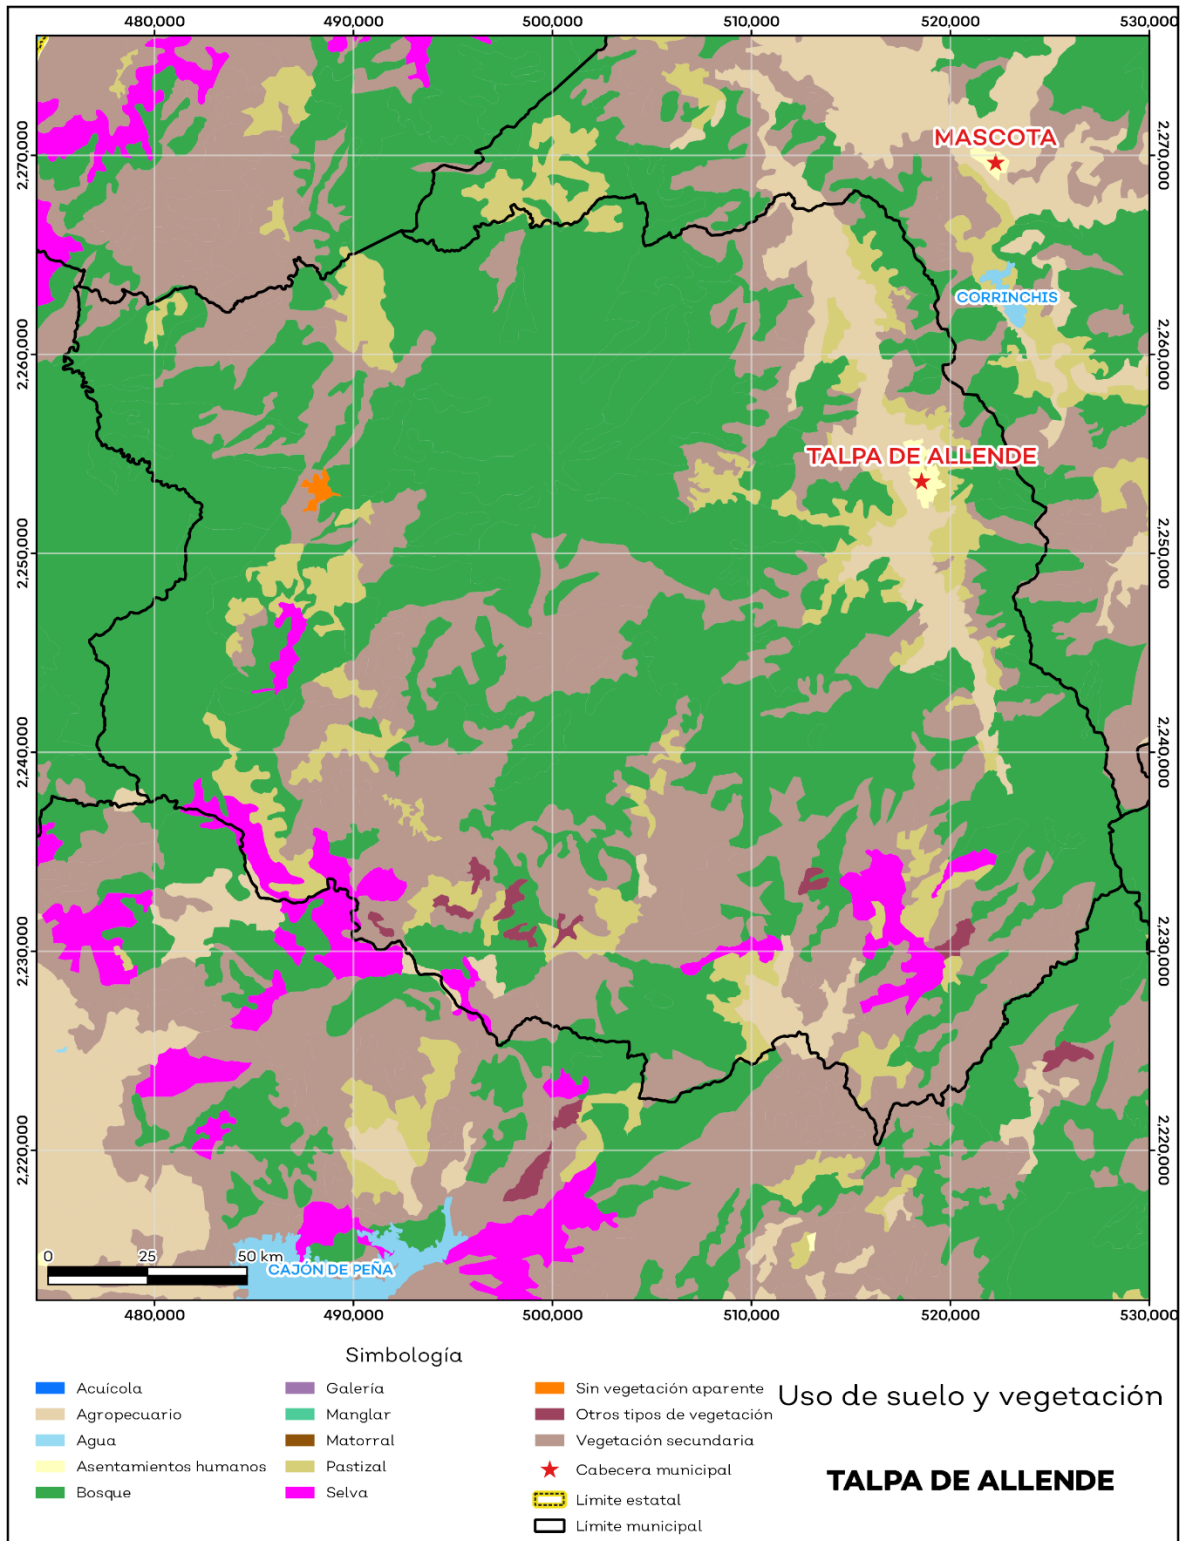 480,000 490,000 500,000 510,000 520,000 530,000
MASCOTA
2,270,000 2,270,000
CORRINCHIS
2,260,000 2,260,000
TALPA DE ALLENDE
2,250,000 2,250,000
2,240,000 2,240,000
2,230,000 2,230,000
2,220,000 2,220,000
0 25 50 km
CAJÓN DE PEÑA
480,000 490,000 500,000 510,000 520,000 530,000
Simbología
Acuícola
Agropecuario
Agua
Asentamientos humanos
Bosque
Galería
Manglar
Matorral
Pastizal
Selva
Sin vegetación aparente
Otros tipos de vegetación
Vegetación secundaria
Cabecera municipal
Límite estatal
Límite municipal
Uso de suelo y vegetación
TALPA DE ALLENDE